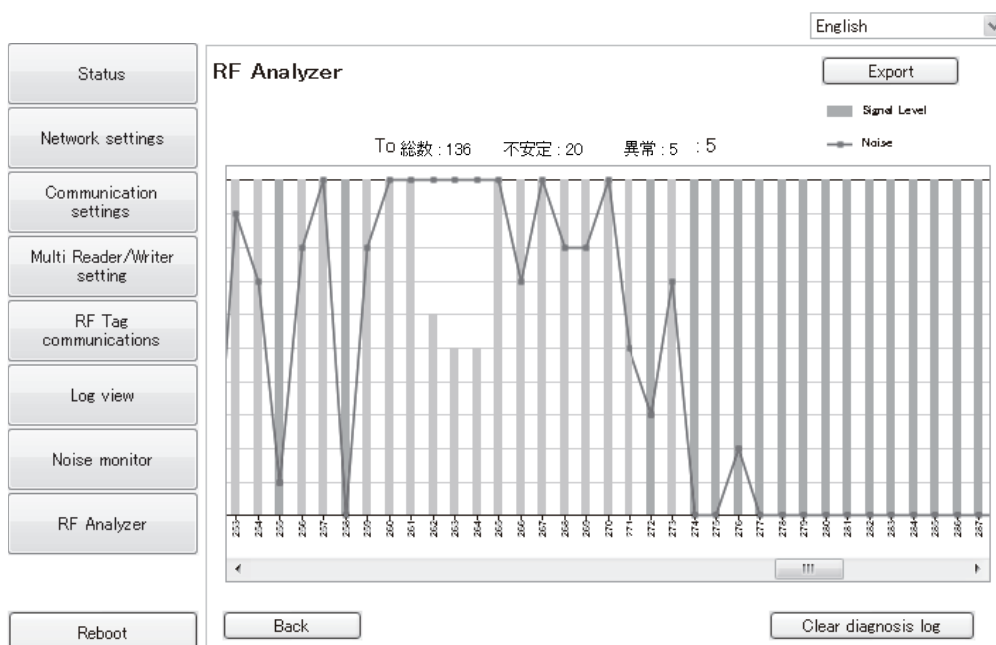 English
Status
Network settings
Communication
settings
Multi Reader/Writer
setting
RF Tag
communications
Log view
Noise monitor
RF Analyzer
Reboot
RF Analyzer
Export
Signal Level
Noise
To 総数 : 136 不安定 : 20 異常 : 5 : 5
253 254 255 256 257 258 259 260 261 262 263 264 265 266 267 268 269 270 271 272 273 274 275 276 277 278 279 280 281 282 283 284 285 286 287
Back
Clear diagnosis log